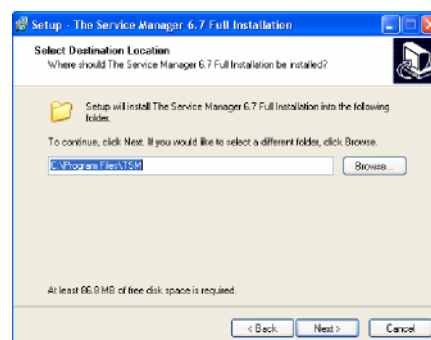 Setup - The Service Manager 6.7 Full Installation
Select Destination Location
Where should The Service Manager 6.7 Full Installation be installed?
Setup will install The Service Manager 6.7 Full Installation into the following
folder.
To continue, click Next. If you would like to select a different folder, click Browse.
C:\Program Files\TSM
Browse...
At least 86.8 MB of free disk space is required.
< Back
Next >
Cancel